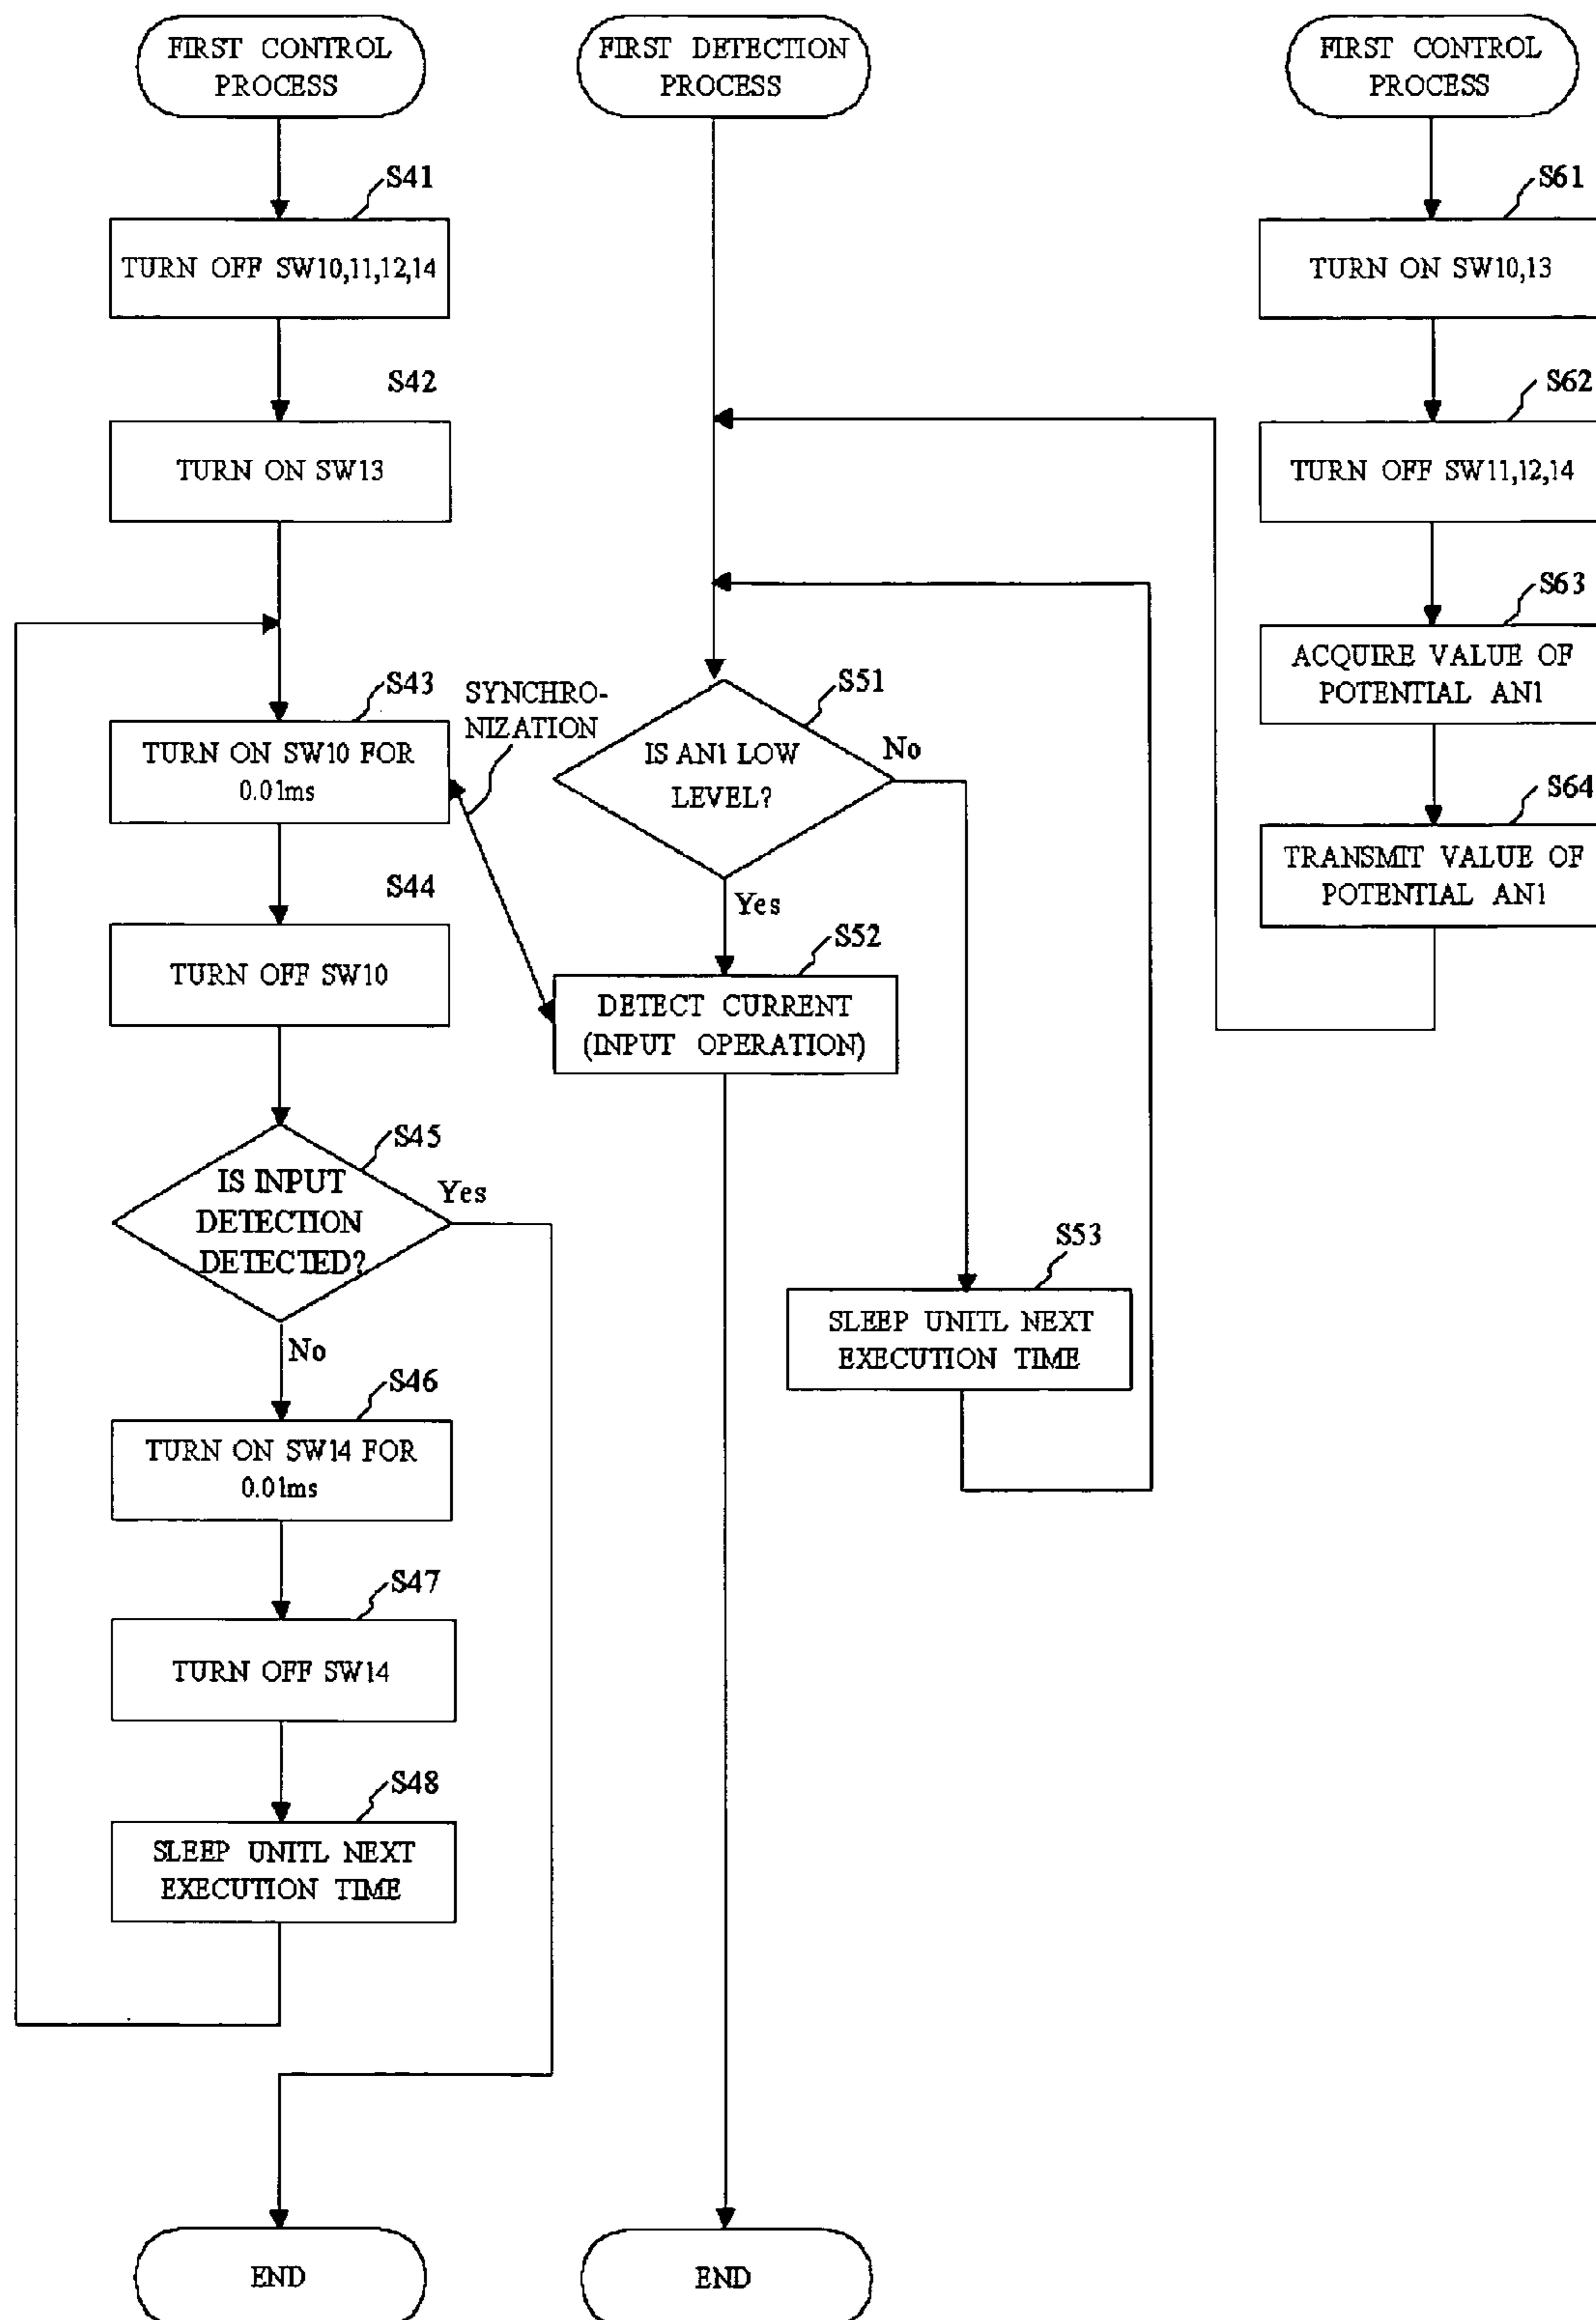 FIRST CONTROL
PROCESS
S41
TURN OFF SW10,11,12,14
S42
TURN ON SW13
S43
TURN ON SW10 FOR
0.01ms
S44
TURN OFF SW10
S45
IS INPUT
DETECTION
DETECTED?
Yes
No
S46
TURN ON SW14 FOR
0.01ms
S47
TURN OFF SW14
S48
SLEEP UNITL NEXT
EXECUTION TIME
END
FIRST DETECTION
PROCESS
SYNCHRO-
NIZATION
S51
IS AN1 LOW
LEVEL?
No
Yes
S52
DETECT CURRENT
(INPUT OPERATION)
S53
SLEEP UNITL NEXT
EXECUTION TIME
END
FIRST CONTROL
PROCESS
S61
TURN ON SW10,13
S62
TURN OFF SW11,12,14
S63
ACQUIRE VALUE OF
POTENTIAL AN1
S64
TRANSMIT VALUE OF
POTENTIAL AN1